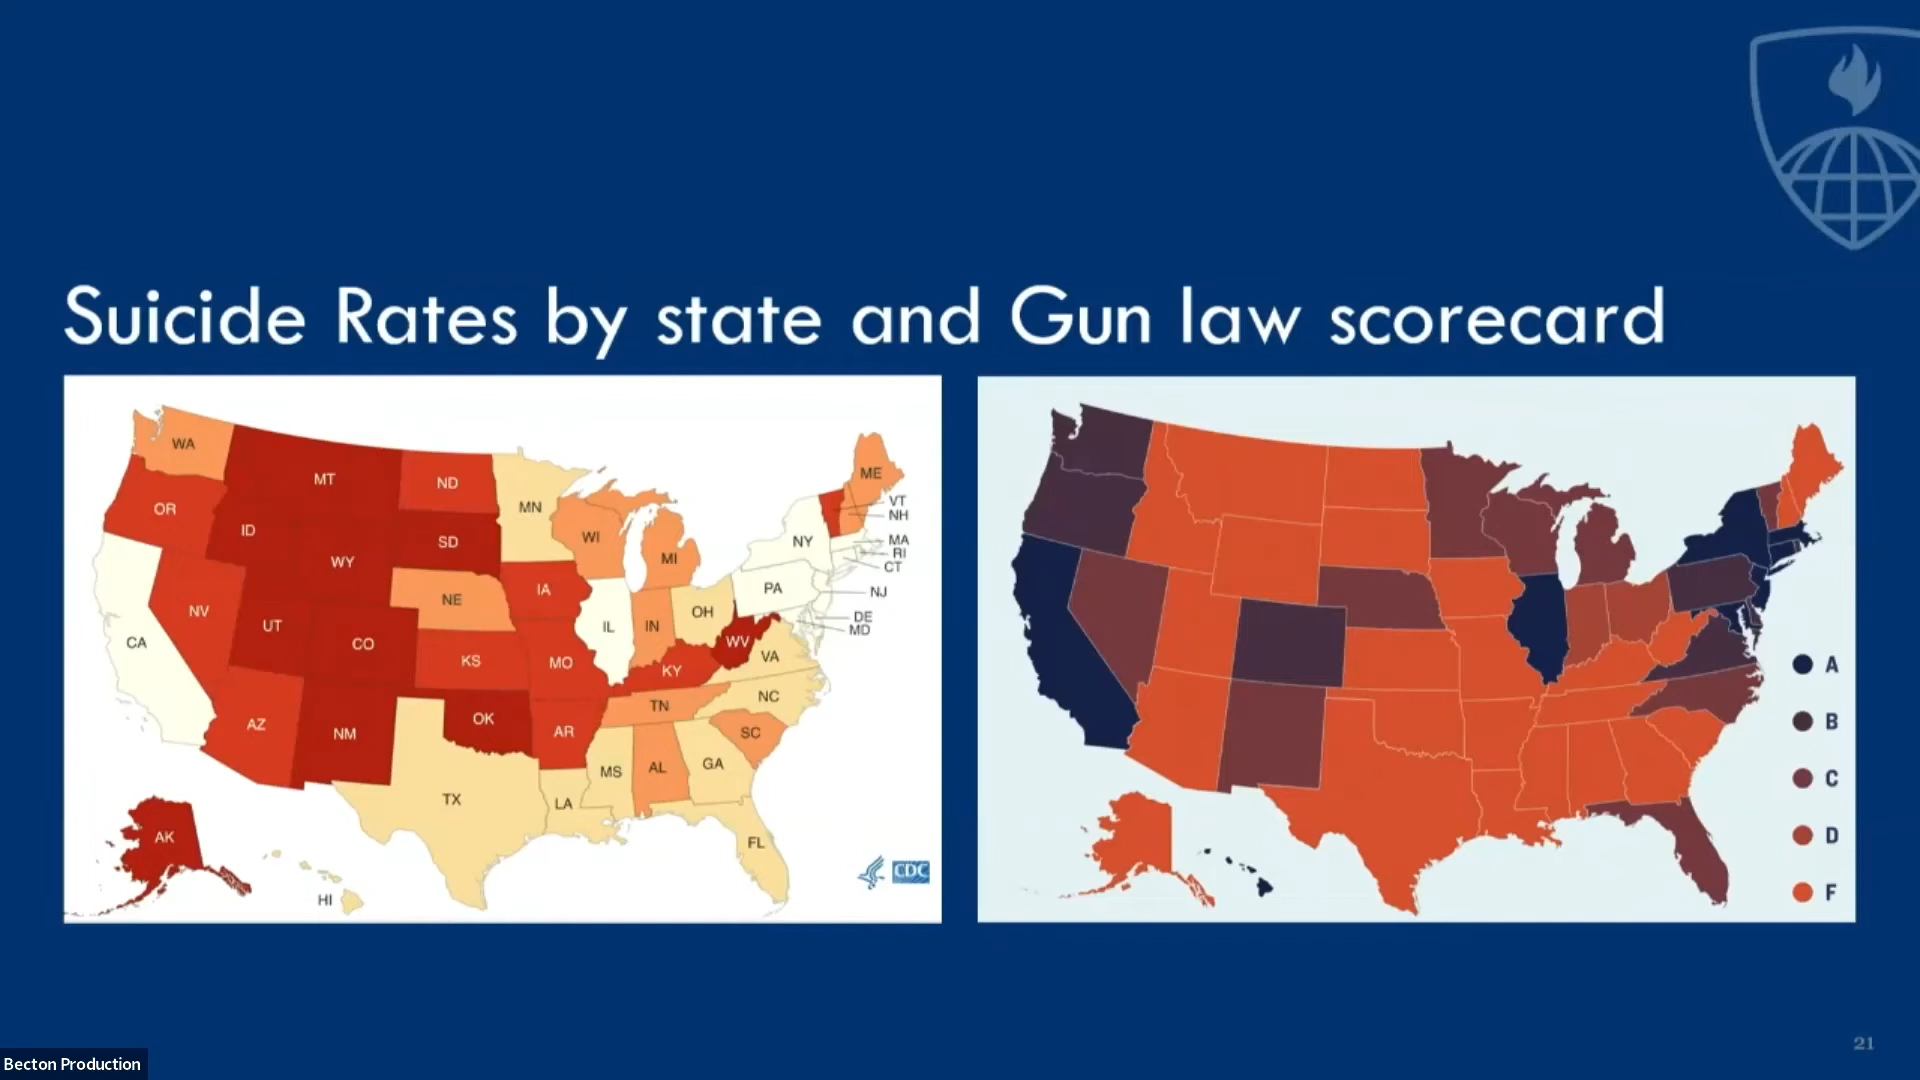 Suicide Rates by state and Gun law scorecard
WA
MT
ND
MN
ME
VT
NH
OR
ID
SD
WI
MI
NY
MA
RI
CT
WY
IA
NE
PA
NJ
NV
UT
CO
IL
IN
OH
DE
MD
CA
KS
MO
WV
VA
KY
AZ
NM
OK
AR
TN
NC
SC
TX
LA
MS
AL
GA
FL
AK
HI
CDC
A
B
C
D
F
21
Becton Production